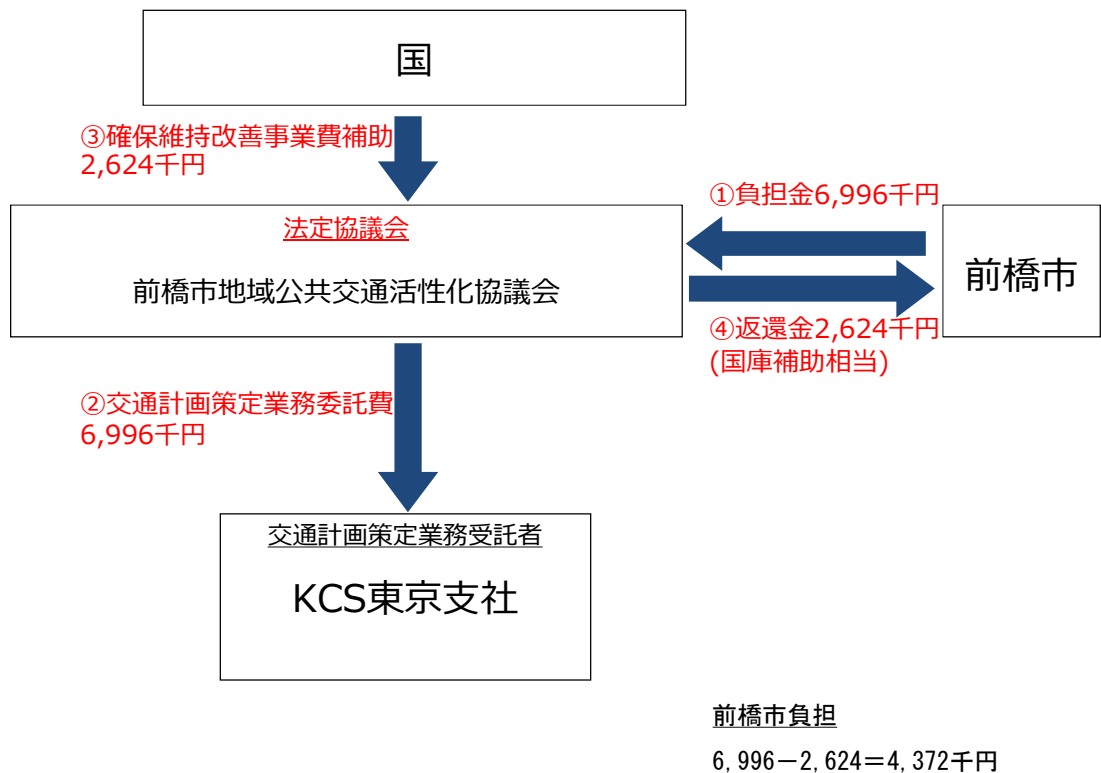 国
③確保維持改善事業費補助
2,624千円
①負担金6,996千円
法定協議会
前橋市地域公共交通活性化協議会
前橋市
④返還金2,624千円
(国庫補助相当)
②交通計画策定業務委託費
6,996千円
交通計画策定業務受託者
KCS東京支社
前橋市負担
6,996－2,624＝4,372千円